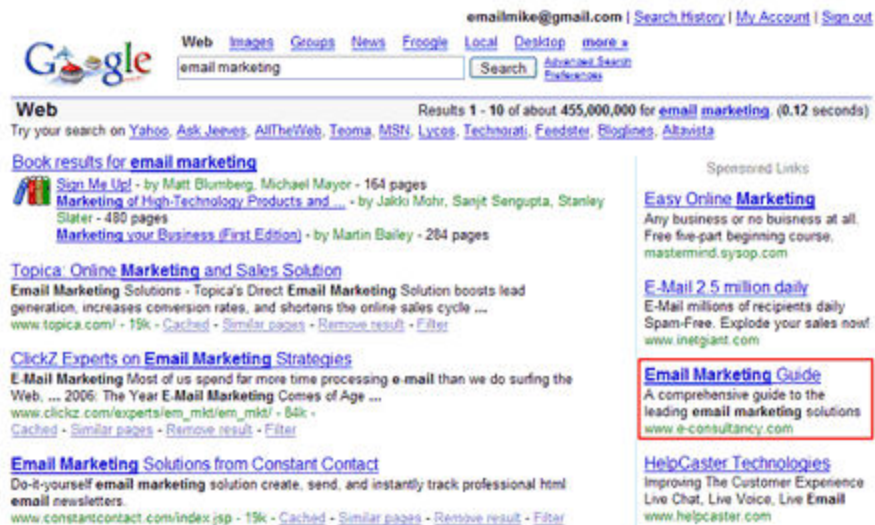 emailmike@gmail.com | Search History | My Account | Sign out
Web Images Groups News Froogle Local Desktop more »
Google
email marketing Search Advanced Search
Preferences
Web Results 1 - 10 of about 455,000,000 for email marketing. (0.12 seconds)
Try your search on Yahoo, Ask Jeeves, AllTheWeb, Teoma, MSN, Lycos, Technorati, Feedster, Bloglines, Altavista
Book results for email marketing
Sign Me Up! - by Matt Blumberg, Michael Mayor - 164 pages
Marketing of High-Technology Products and ... - by Jakki Mohr, Sanjit Sengupta, Stanley
Slater - 480 pages
Marketing your Business (First Edition) - by Martin Bailey - 284 pages
Topica: Online Marketing and Sales Solution
Email Marketing Solutions - Topica's Direct Email Marketing Solution boosts lead
generation, increases conversion rates, and shortens the online sales cycle ....
www.topica.com/ - 19k - Cached - Similar pages - Remove result - Filter
ClickZ Experts on Email Marketing Strategies
E-Mail Marketing Most of us spend far more time processing e-mail than we do surfing the
Web. ... 2006: The Year E-Mail Marketing Comes of Age ...
www.clickz.com/experts/em_mkt/em_mkt/ - 84k -
Cached - Similar pages - Remove result - Filter
Email Marketing Solutions from Constant Contact
Do-it-yourself email marketing solution create, send, and instantly track professional html
email newsletters.
www.constantcontact.com/index.jsp - 19k - Cached - Similar pages - Remove result - Filter
Sponsored Links
Easy Online Marketing
Any business or no buisness at all.
Free five-part beginning course.
mastermind.sysop.com
E-Mail 2.5 million daily
E-Mail millions of recipients daily
Spam-Free. Explode your sales now!
www.inetgiant.com
Email Marketing Guide
A comprehensive guide to the
leading email marketing solutions
www.e-consultancy.com
HelpCaster Technologies
Improving The Customer Experience
Live Chat, Live Voice, Live Email
www.helpcaster.com